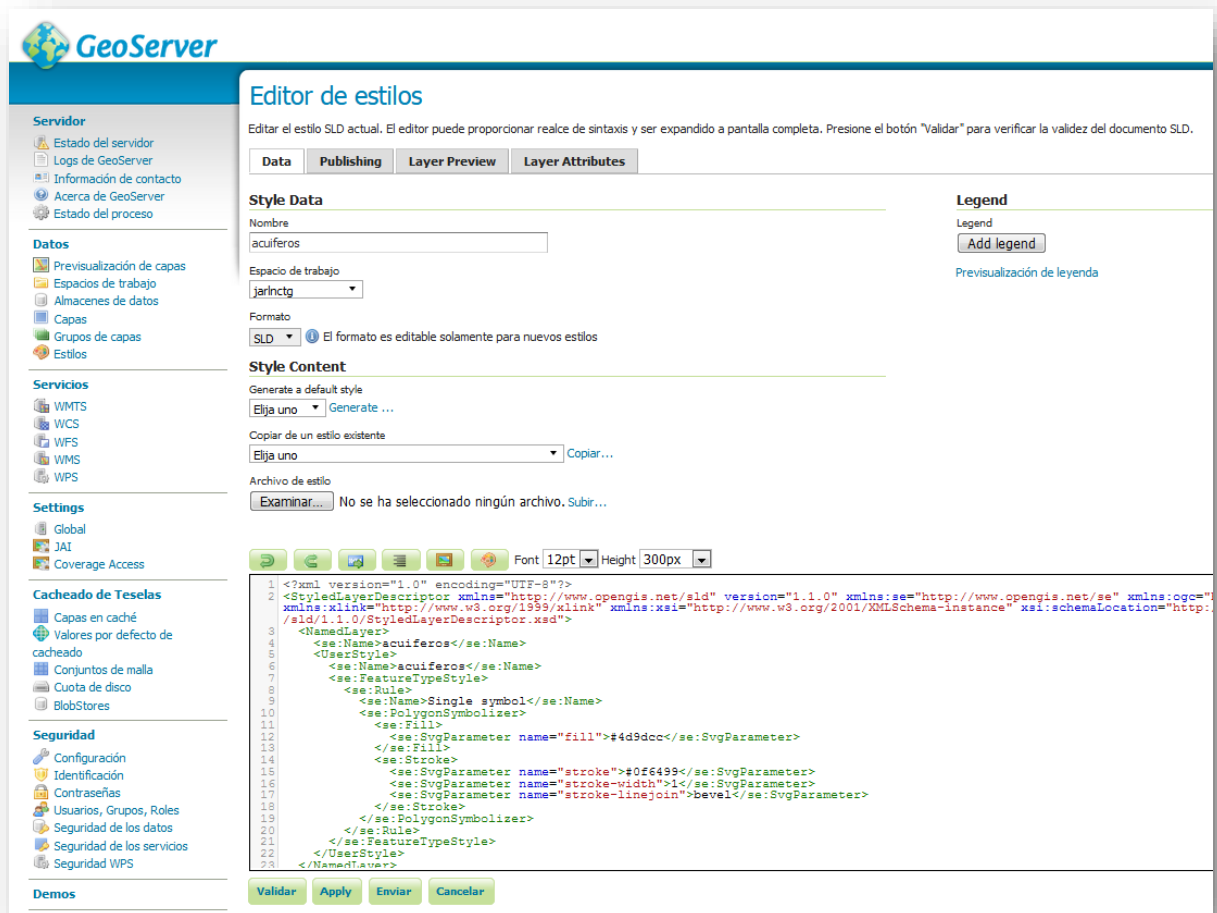 GeoServer
Servidor
Estado del servidor
Logs de GeoServer
Información de contacto
Acerca de GeoServer
Estado del proceso
Datos
Previsualización de capas
Espacios de trabajo
Almacenes de datos
Capas
Grupos de capas
Estilos
Servicios
WMTS
WCS
WFS
WMS
WPS
Settings
Global
JAI
Coverage Access
Cacheado de Teselas
Capas en caché
Valores por defecto de
cacheado
Conjuntos de malla
Cuota de disco
BlobStores
Seguridad
Configuración
Identificación
Contraseñas
Usuarios, Grupos, Roles
Seguridad de los datos
Seguridad de los servicios
Seguridad WPS
Demos
Editor de estilos
Editar el estilo SLD actual. El editor puede proporcionar realce de sintaxis y ser expandido a pantalla completa. Presione el botón "Validar" para verificar la validez del documento SLD.
Data Publishing Layer Preview Layer Attributes
Style Data
Nombre
acuiferos
Espacio de trabajo
jarlnctg
Formato
SLD El formato es editable solamente para nuevos estilos
Style Content
Generate a default style
Elija uno Generate ...
Copiar de un estilo existente
Elija uno Copiar...
Archivo de estilo
Examinar... No se ha seleccionado ningún archivo. Subir...
Legend
Legend
Add legend
Previsualización de leyenda
Font 12pt Height 300px
1 <?xml version="1.0" encoding="UTF-8"?>
2 <StyledLayerDescriptor xmlns="http://www.opengis.net/sld" version="1.1.0" xmlns:se="http://www.opengis.net/se" xmlns:ogc="
xmlns:xlink="http://www.w3.org/1999/xlink" xmlns:xsi="http://www.w3.org/2001/XMLSchema-instance" xsi:schemaLocation="http:
/sld/1.1.0/StyledLayerDescriptor.xsd">
3 <NamedLayer>
4 <se:Name>acuiferos</se:Name>
5 <UserStyle>
6 <se:Name>acuiferos</se:Name>
7 <se:FeatureTypeStyle>
8 <se:Rule>
9 <se:Name>Single symbol</se:Name>
10 <se:PolygonSymbolizer>
11 <se:Fill>
12 <se:SvgParameter name="fill">#4d9dcc</se:SvgParameter>
13 </se:Fill>
14 <se:Stroke>
15 <se:SvgParameter name="stroke">#0f6499</se:SvgParameter>
16 <se:SvgParameter name="stroke-width">1</se:SvgParameter>
17 <se:SvgParameter name="stroke-linejoin">bevel</se:SvgParameter>
18 </se:Stroke>
19 </se:PolygonSymbolizer>
20 </se:Rule>
21 </se:FeatureTypeStyle>
22 </UserStyle>
23 </NamedLayer>
Validar Apply Enviar Cancelar